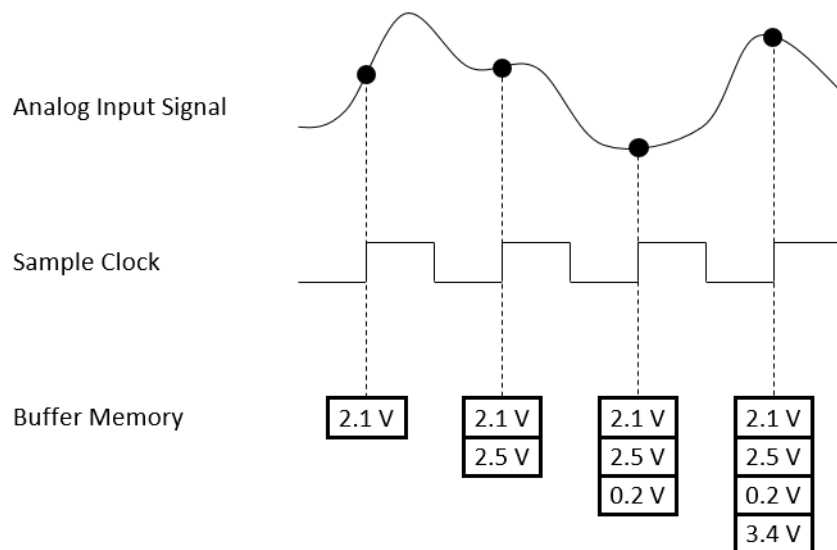 Analog Input Signal
Sample Clock
Buffer Memory
2.1 V 2.1 V 2.1 V 2.1 V
2.5 V 2.5 V 2.5 V
0.2 V 0.2 V
3.4 V